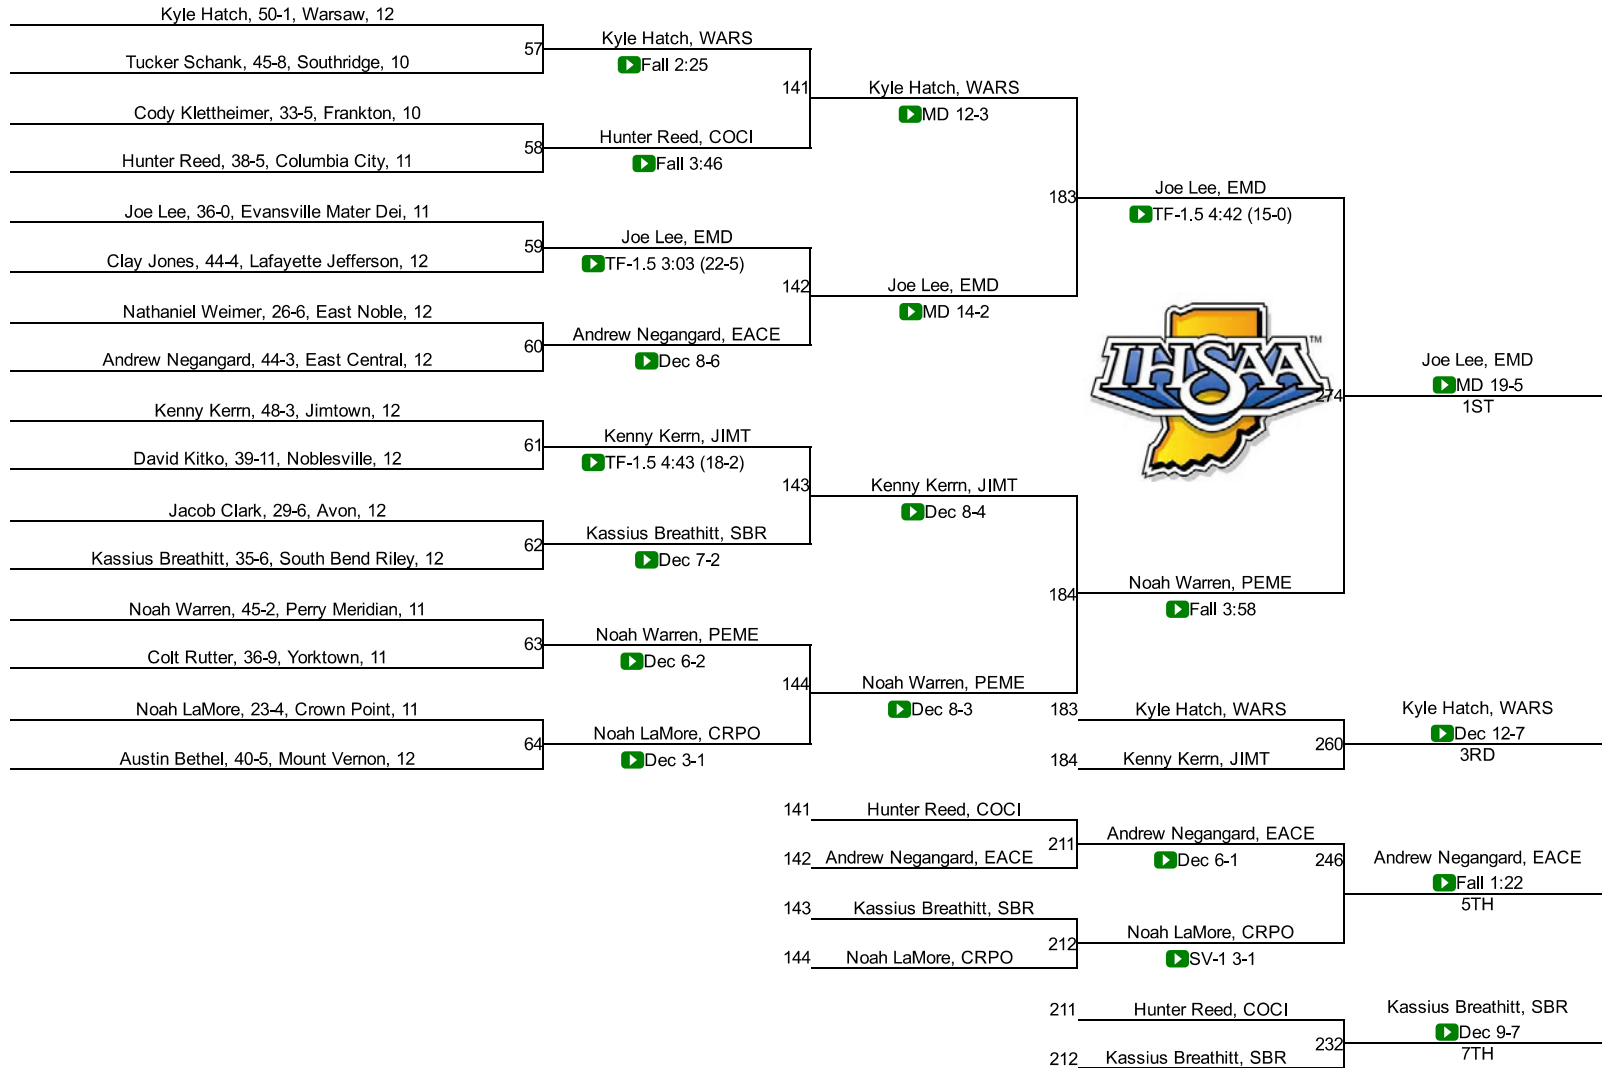 Kyle Hatch, 50-1, Warsaw, 12
57
Tucker Schank, 45-8, Southridge, 10
Kyle Hatch, WARS
Fall 2:25
141
Cody Klettheimer, 33-5, Frankton, 10
58
Hunter Reed, 38-5, Columbia City, 11
Hunter Reed, COCI
Fall 3:46
Kyle Hatch, WARS
MD 12-3
183
Joe Lee, 36-0, Evansville Mater Dei, 11
59
Clay Jones, 44-4, Lafayette Jefferson, 12
Joe Lee, EMD
TF-1.5 3:03 (22-5)
142
Nathaniel Weimer, 26-6, East Noble, 12
60
Andrew Negangard, 44-3, East Central, 12
Andrew Negangard, EACE
Dec 8-6
Joe Lee, EMD
MD 14-2
Joe Lee, EMD
TF-1.5 4:42 (15-0)
IHSAA
TM
274
Joe Lee, EMD
MD 19-5
1ST
Kenny Kerrn, 48-3, Jimtown, 12
61
David Kitko, 39-11, Noblesville, 12
Kenny Kerrn, JIMT
TF-1.5 4:43 (18-2)
143
Jacob Clark, 29-6, Avon, 12
62
Kassius Breathitt, 35-6, South Bend Riley, 12
Kassius Breathitt, SBR
Dec 7-2
Kenny Kerrn, JIMT
Dec 8-4
184
Noah Warren, PEME
Fall 3:58
Noah Warren, 45-2, Perry Meridian, 11
63
Colt Rutter, 36-9, Yorktown, 11
Noah Warren, PEME
Dec 6-2
144
Noah LaMore, 23-4, Crown Point, 11
64
Austin Bethel, 40-5, Mount Vernon, 12
Noah LaMore, CRPO
Dec 3-1
Noah Warren, PEME
Dec 8-3
183
Kyle Hatch, WARS
260
184
Kenny Kerrn, JIMT
Kyle Hatch, WARS
Dec 12-7
3RD
141
Hunter Reed, COCI
211
142
Andrew Negangard, EACE
Andrew Negangard, EACE
Dec 6-1
246
143
Kassius Breathitt, SBR
212
144
Noah LaMore, CRPO
Noah LaMore, CRPO
SV-1 3-1
Andrew Negangard, EACE
Fall 1:22
5TH
211
Hunter Reed, COCI
232
212
Kassius Breathitt, SBR
Kassius Breathitt, SBR
Dec 9-7
7TH